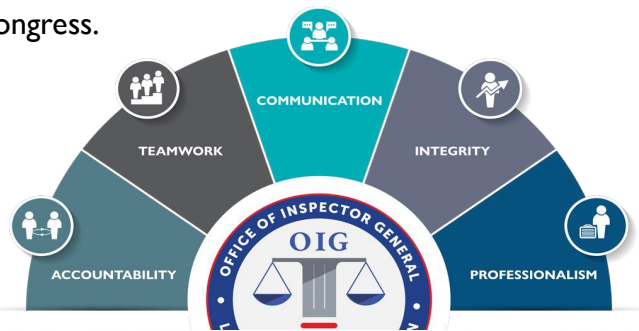 ongress.
COMMUNICATION
TEAMWORK
INTEGRITY
ACCOUNTABILITY
PROFESSIONALISM
OFFICE OF INSPECTOR GENERAL
OIG